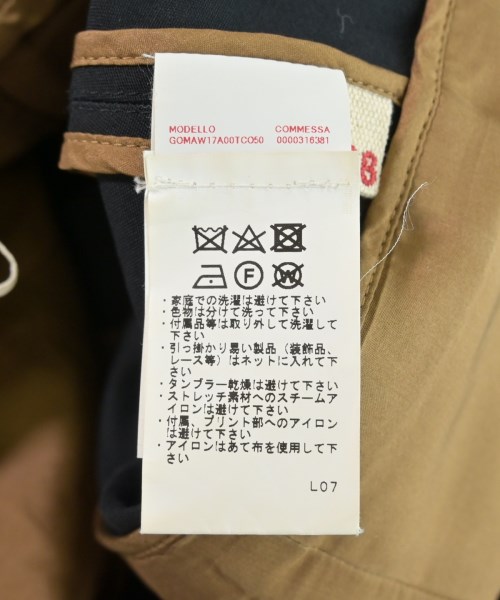 MODELLO COMMESSA
GOMAW17A00TCO50 0000316381
8
F
W
・家庭での洗濯は避けて下さい
・色物は分けて洗って下さい
・付属品等は取り外して洗濯して
下さい
・引っ掛かり易い製品（装飾品、
レース等）はネットに入れて下
さい
・タンブラー乾燥は避けて下さい
・ストレッチ素材へのスチームア
イロンは避けて下さい
・付属、プリント部へのアイロン
は避けて下さい
・アイロンはあて布を使用して下
さい
L07